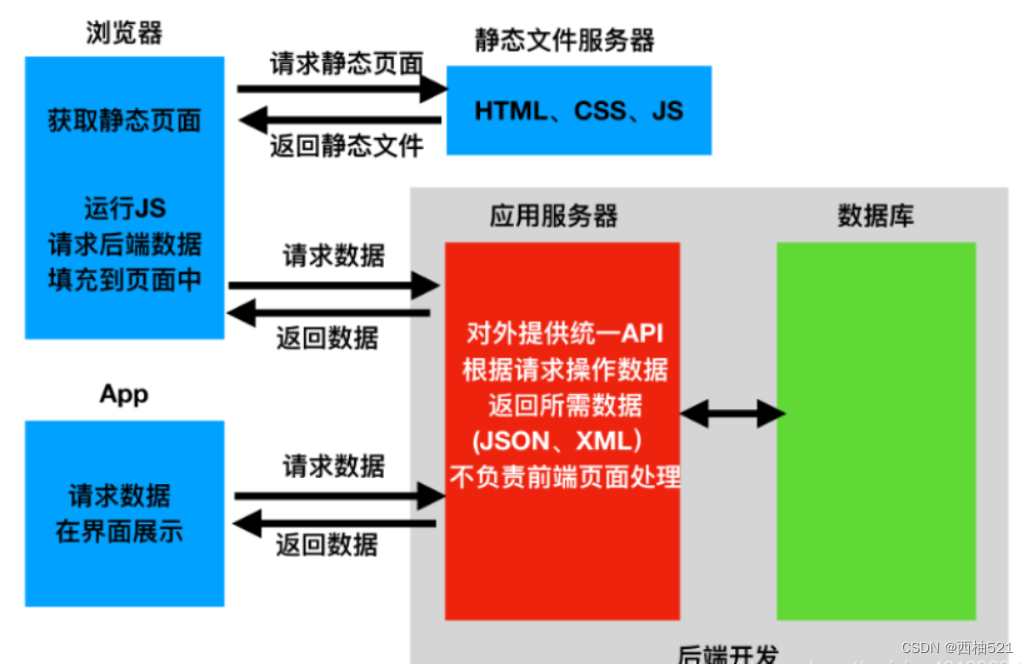 浏览器
静态文件服务器
请求静态页面
HTML、CSS、JS
获取静态页面
返回静态文件
运行JS
请求后端数据
填充到页面中
应用服务器
数据库
请求数据
返回数据
对外提供统一API
根据请求操作数据
返回所需数据
(JSON、XML）
不负责前端页面处理
App
请求数据
在界面展示
请求数据
返回数据
后端开发
CSDN @西柚521